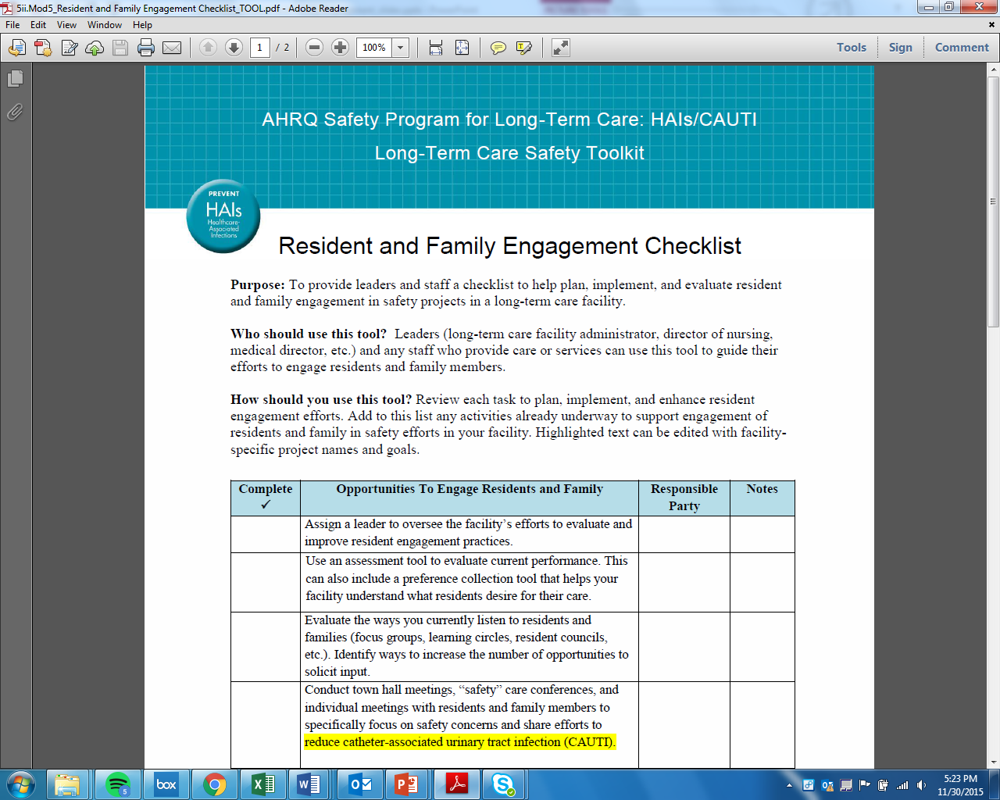 5ii.Mod5_Resident and Family Engagement Checklist_TOOL.pdf - Adobe Reader
File Edit View Window Help
1 / 2 100% Tools Sign Comment
AHRQ Safety Program for Long-Term Care: HAIs/CAUTI
Long-Term Care Safety Toolkit
PREVENT
HAIs
Healthcare-
Associated
Infections
Resident and Family Engagement Checklist
Purpose: To provide leaders and staff a checklist to help plan, implement, and evaluate resident
and family engagement in safety projects in a long-term care facility.
Who should use this tool? Leaders (long-term care facility administrator, director of nursing,
medical director, etc.) and any staff who provide care or services can use this tool to guide their
efforts to engage residents and family members.
How should you use this tool? Review each task to plan, implement, and enhance resident
engagement efforts. Add to this list any activities already underway to support engagement of
residents and family in safety efforts in your facility. Highlighted text can be edited with facility-
specific project names and goals.
Complete Opportunities To Engage Residents and Family Responsible Notes
✓ Party
Assign a leader to oversee the facility’s efforts to evaluate and
improve resident engagement practices.
Use an assessment tool to evaluate current performance. This
can also include a preference collection tool that helps your
facility understand what residents desire for their care.
Evaluate the ways you currently listen to residents and
families (focus groups, learning circles, resident councils,
etc.). Identify ways to increase the number of opportunities to
solicit input.
Conduct town hall meetings, “safety” care conferences, and
individual meetings with residents and family members to
specifically focus on safety concerns and share efforts to
reduce catheter-associated urinary tract infection (CAUTI).
5 box 5:23 PM
11/30/2015